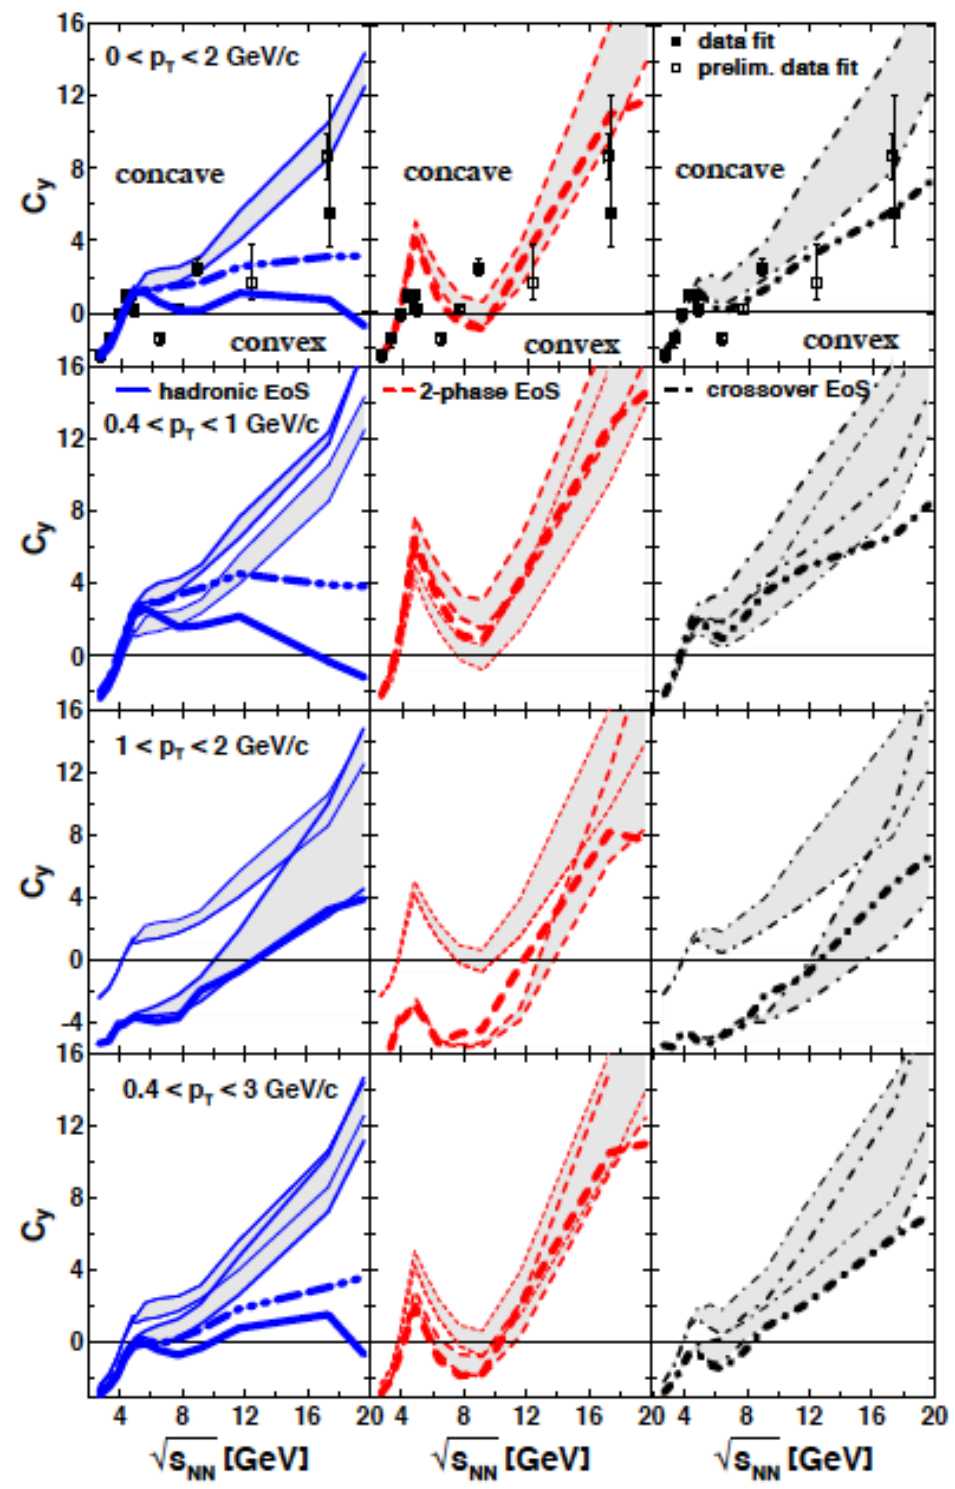 16
12
8
4
0
C_y
0 < p_T < 2 GeV/c
concave
convex
concave
convex
■ data fit
□ prelim. data fit
concave
convex
16
12
8
4
0
C_y
hadronic EoS
0.4 < p_T < 1 GeV/c
2-phase EoS
crossover EoS
16
12
8
4
0
-4
C_y
1 < p_T < 2 GeV/c
16
12
8
4
0
C_y
0.4 < p_T < 3 GeV/c
4 8 12 16 20 4 8 12 16 20 4 8 12 16 20
√s_NN [GeV] √s_NN [GeV] √s_NN [GeV]